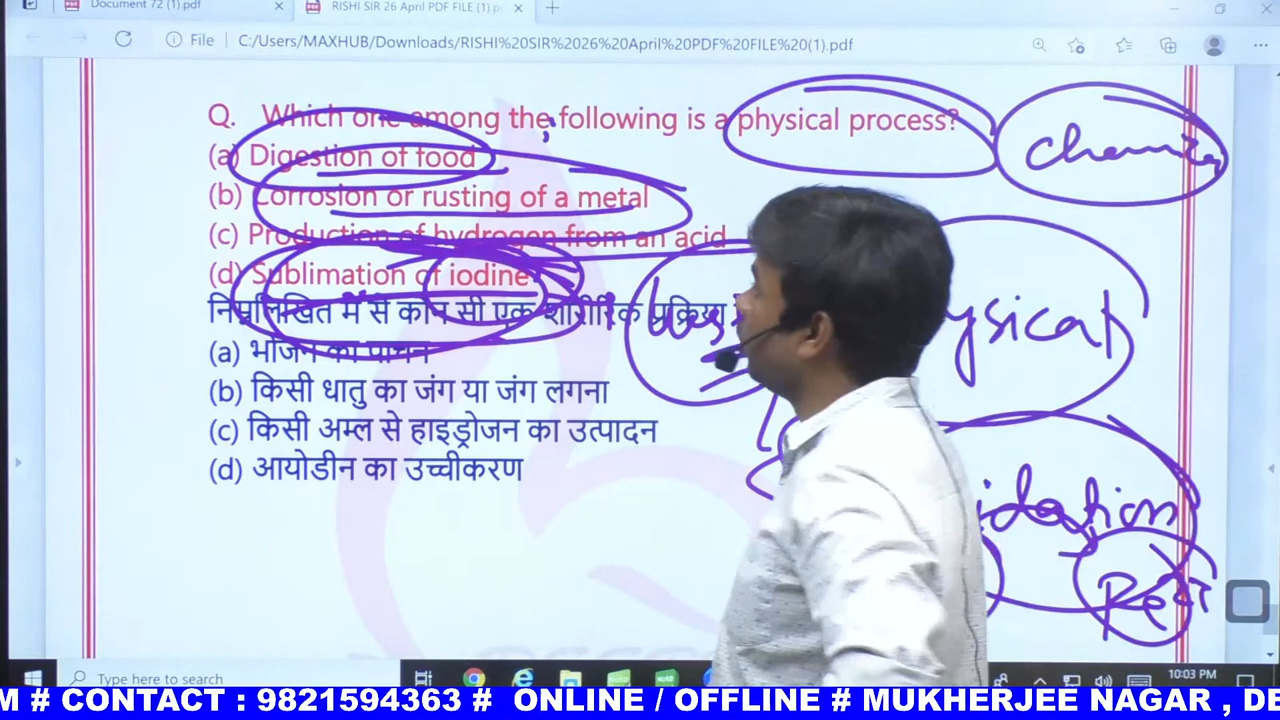 Document 72 (1).pdf
RISHI SIR 26 April PDF FILE (1).p
File
C:/Users/MAXHUB/Downloads/RISHI%20SIR%2026%20April%20PDF%20FILE%20(1).pdf
Q. Which one among the following is a physical process?
(a) Digestion of food
(b) Corrosion or rusting of a metal
(c) Production of hydrogen from an acid
(d) Sublimation of iodine
निम्नलिखित में से कौन सी एक शारीरिक प्रक्रिया
(a) भोजन का पाचन
(b) किसी धातु का जंग या जंग लगना
(c) किसी अम्ल से हाइड्रोजन का उत्पादन
(d) आयोडीन का उच्चीकरण
ysical
idation
Type here to search
10:03 PM
M # CONTACT : 9821594363 # ONLINE / OFFLINE # MUKHERJEE NAGAR , DE